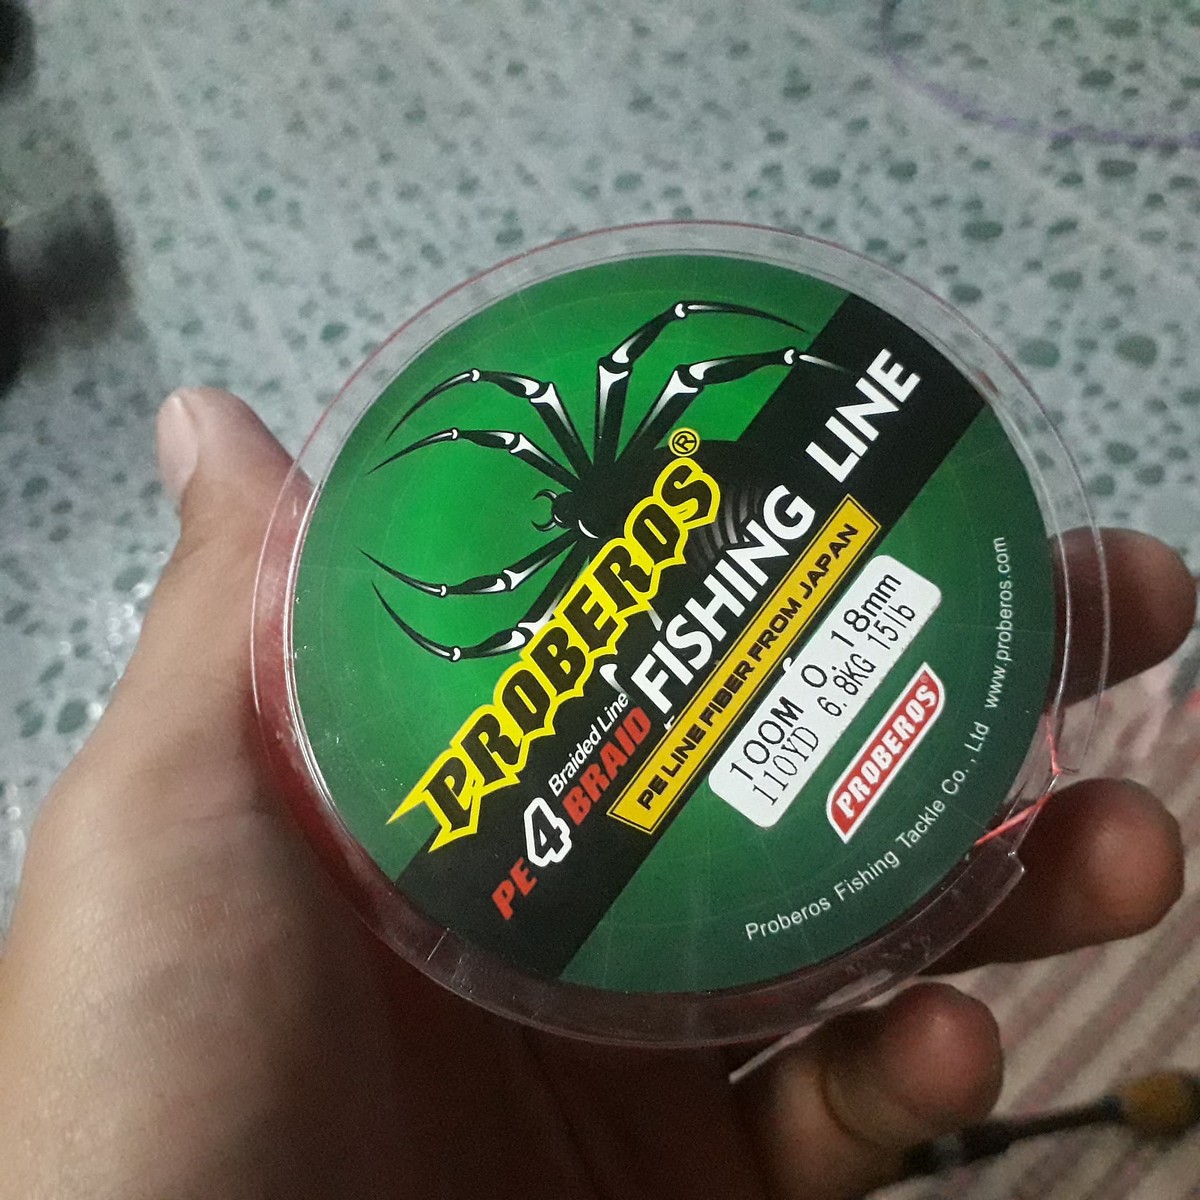 PROBEROS®
Braided Line
PE 4 BRAID FISHING LINE
PE LINE FIBER FROM JAPAN
100M 0.18mm
110YD 6.8KG 15lb
PROBEROS
Proberos Fishing Tackle Co., Ltd www.proberos.com